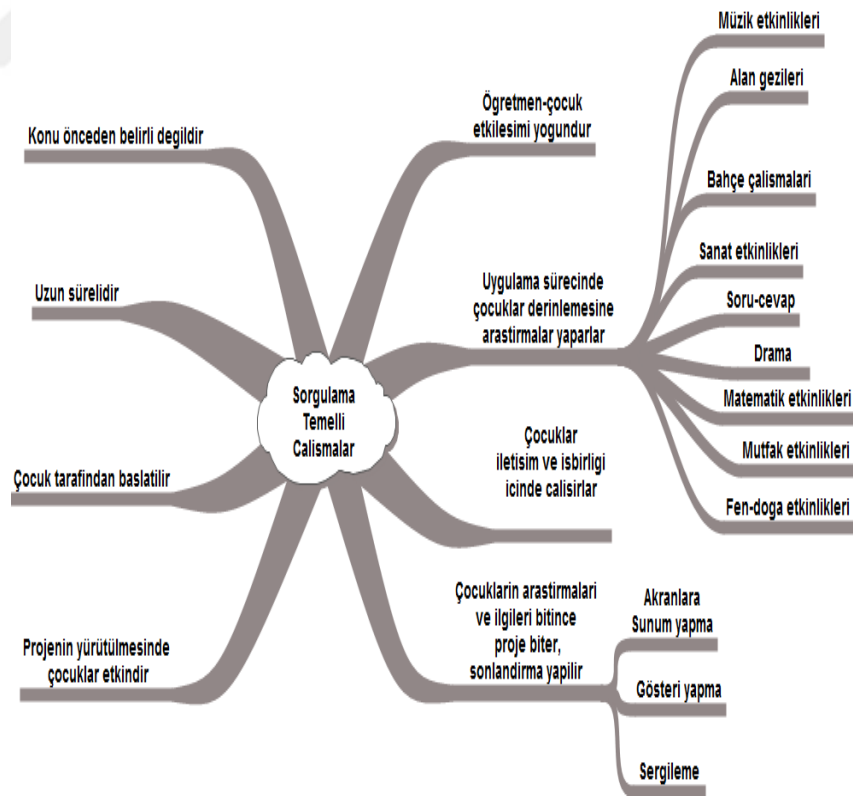 Müzik etkinlikleri
Alan gezileri
Bahçe çalismalari
Sanat etkinlikleri
Soru-cevap
Drama
Matematik etkinlikleri
Mutfak etkinlikleri
Fen-doga etkinlikleri
Ögretmen-çocuk
etkilesimi yogundur
Uygulama sürecinde
çocuklar derinlemesine
arastirmalar yaparlar
Çocuklar
iletisim ve isbirligi
icinde calisirlar
Çocuklarin arastirmalari
ve ilgileri bitince
proje biter,
sonlandirma yapilir
Akranlara
Sunum yapma
Gösteri yapma
Sergileme
Konu önceden belirli degildir
Uzun sürelidir
Çocuk tarafindan baslatilir
Projenin yürütülmesinde
çocuklar etkindir
Sorgulama
Temelli
Calismalar